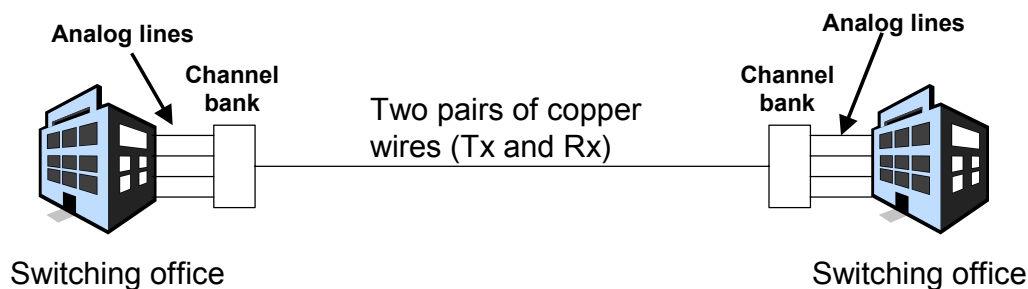 Analog lines
Channel
bank
Two pairs of copper
wires (Tx and Rx)
Analog lines
Channel
bank
Switching office
Switching office